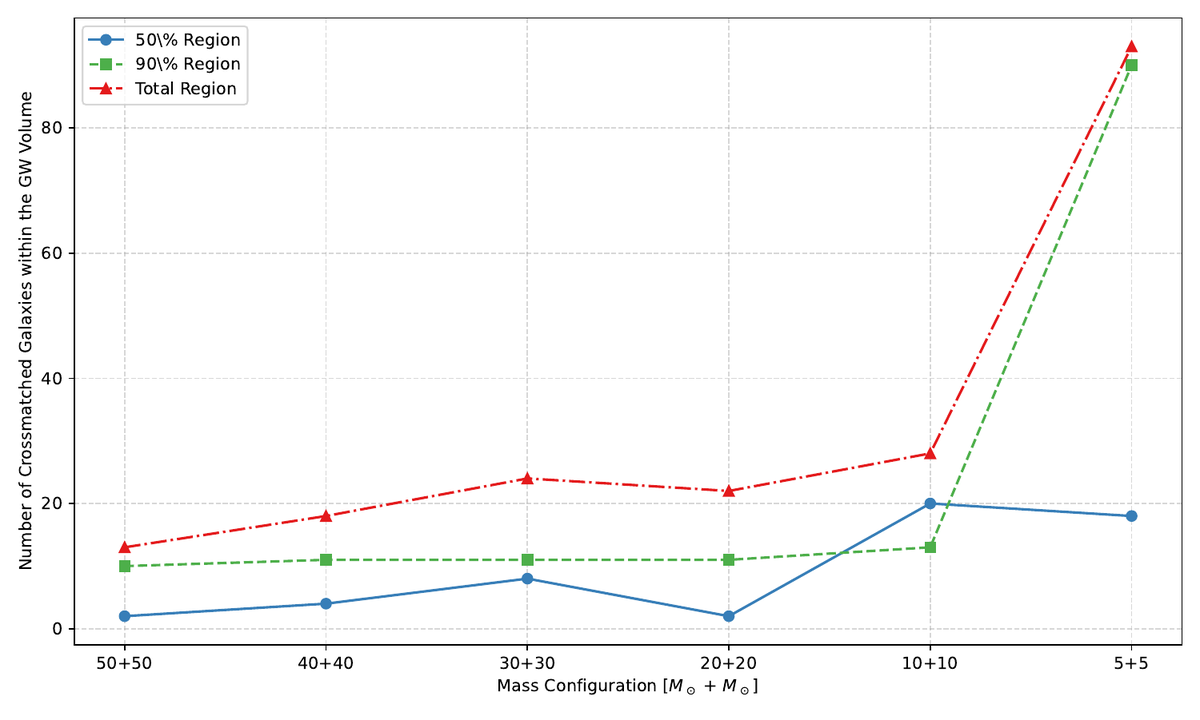 50\% Region
90\% Region
Total Region
Number of Crossmatched Galaxies within the GW Volume
80
60
40
20
0
50+50 40+40 30+30 20+20 10+10 5+5
Mass Configuration [M⊙ + M⊙]